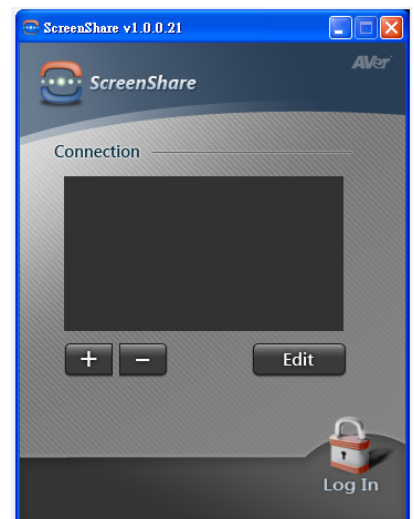 ScreenShare v1.0.0.21
AVer
ScreenShare
Connection
+ −
Edit
Log In